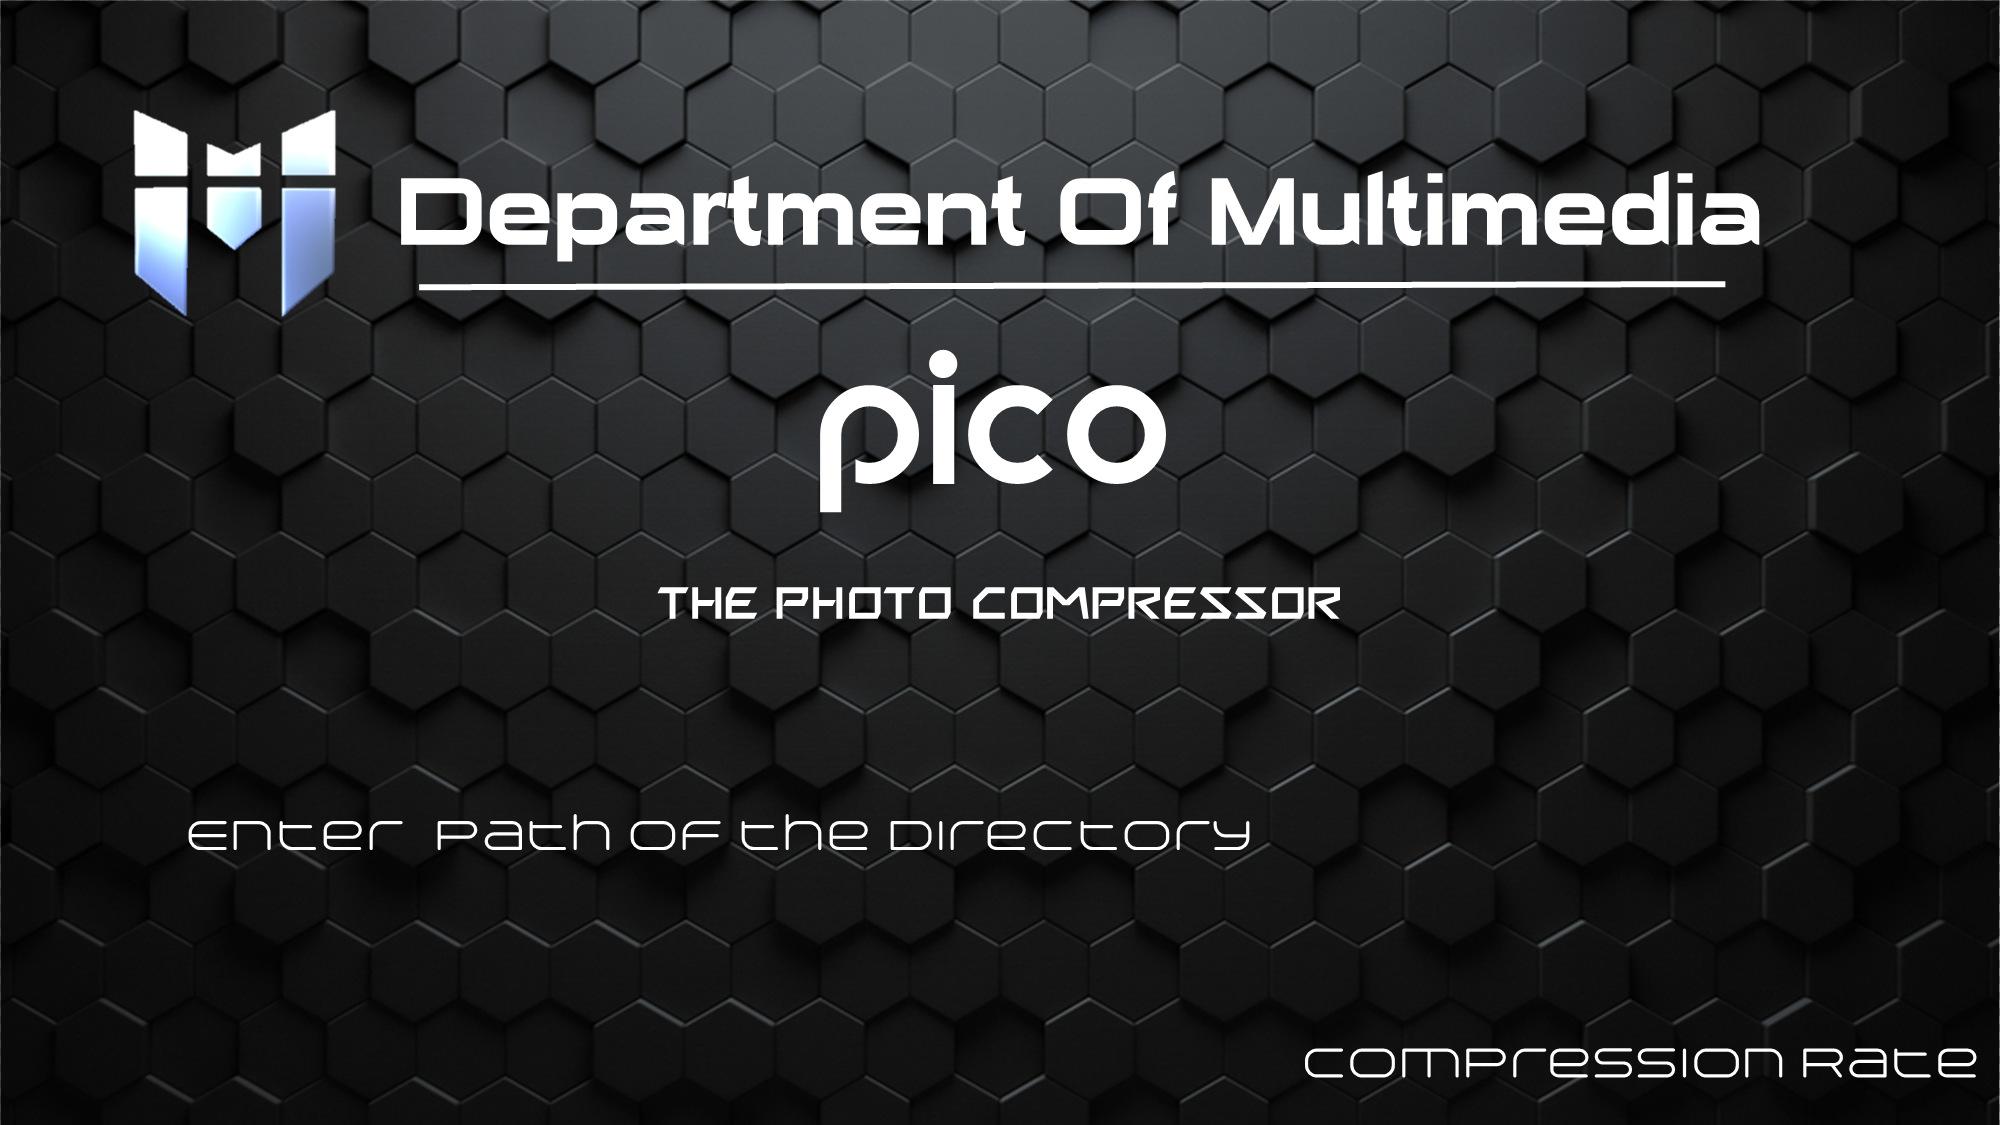 Department Of Multimedia
pico
THE PHOTO COMPRESSOR
Enter Path Of the Directory
Compression Rate